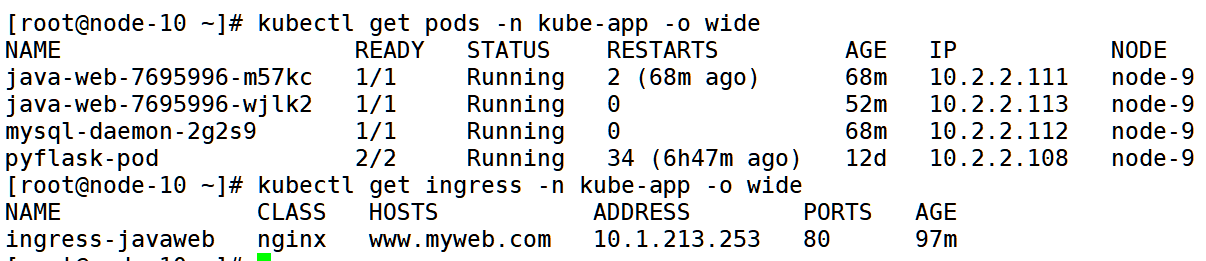 [root@node-10 ~]# kubectl get pods -n kube-app -o wide
NAME                     READY   STATUS    RESTARTS         AGE   IP           NODE
java-web-7695996-m57kc   1/1     Running   2 (68m ago)      68m   10.2.2.111   node-9
java-web-7695996-wjlk2   1/1     Running   0                52m   10.2.2.113   node-9
mysql-daemon-2g2s9       1/1     Running   0                68m   10.2.2.112   node-9
pyflask-pod              2/2     Running   34 (6h47m ago)   12d   10.2.2.108   node-9
[root@node-10 ~]# kubectl get ingress -n kube-app -o wide
NAME              CLASS   HOSTS           ADDRESS        PORTS   AGE
ingress-javaweb   nginx   www.myweb.com   10.1.213.253   80      97m
[root@node-10 ~]#